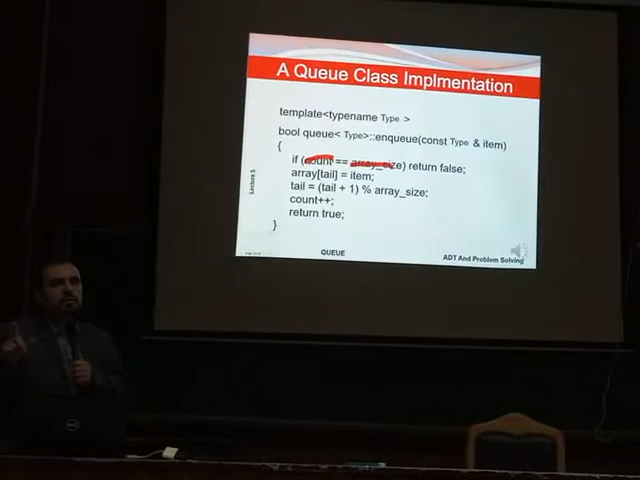 A Queue Class Implmentation
template<typename Type >
bool queue< Type>::enqueue(const Type & item)
{
if (count == array_size) return false;
array[tail] = item;
tail = (tail + 1) % array_size;
count++;
return true;
}
Lecture 5
QUEUE
ADT And Problem Solving
DELL